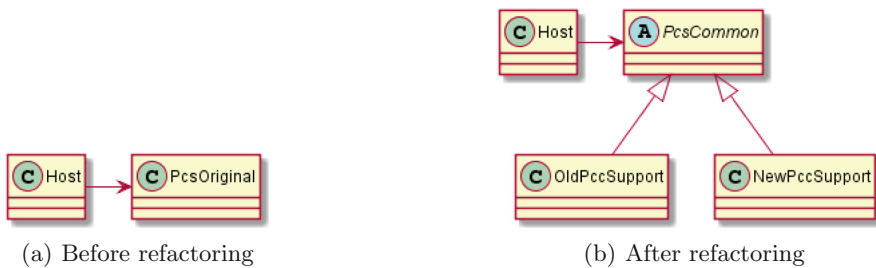 C Host
A PcsCommon
C Host
C PcsOriginal
C OldPccSupport
C NewPccSupport
(a) Before refactoring
(b) After refactoring